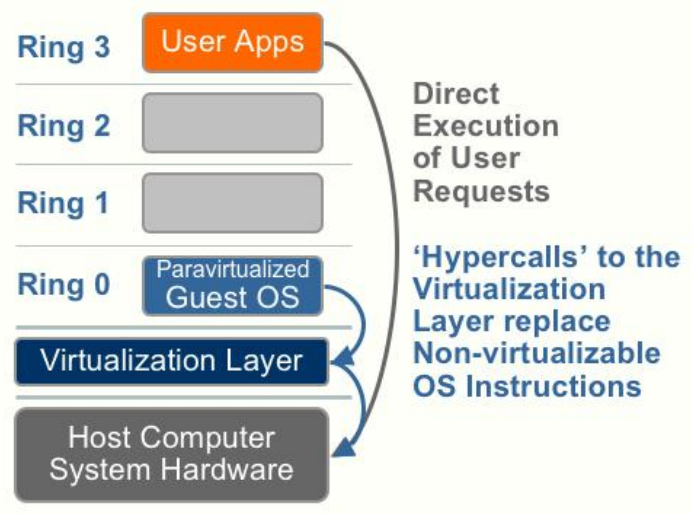 Ring 3
User Apps
Ring 2
Ring 1
Ring 0
Paravirtualized
Guest OS
Virtualization Layer
Host Computer
System Hardware
Direct
Execution
of User
Requests
‘Hypercalls’ to the
Virtualization
Layer replace
Non-virtualizable
OS Instructions